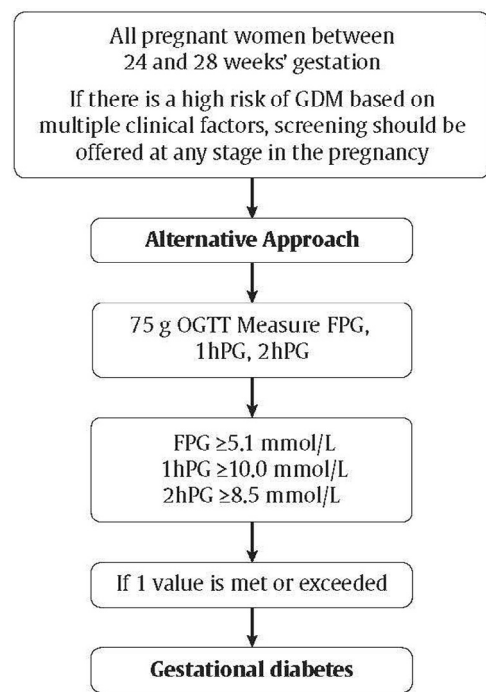 All pregnant women between
24 and 28 weeks' gestation
If there is a high risk of GDM based on
multiple clinical factors, screening should be
offered at any stage in the pregnancy
Alternative Approach
75 g OGTT Measure FPG,
1hPG, 2hPG
FPG ≥5.1 mmol/L
1hPG ≥10.0 mmol/L
2hPG ≥8.5 mmol/L
If 1 value is met or exceeded
Gestational diabetes